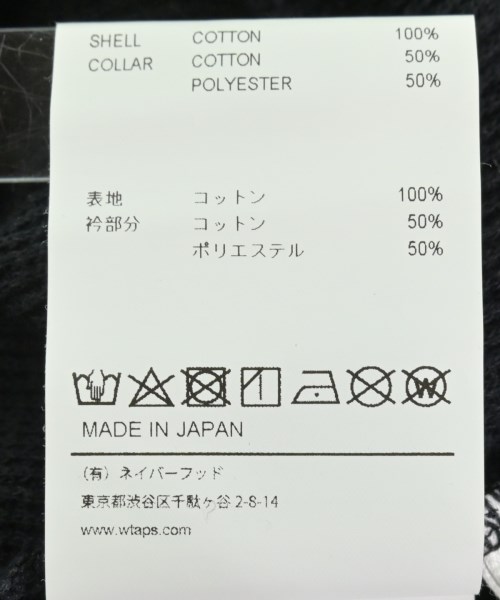 SHELL COTTON 100%
COLLAR COTTON 50%
POLYESTER 50%
表地 コットン 100%
衿部分 コットン 50%
ポリエステル 50%
W
MADE IN JAPAN
（有）ネイバーフッド
東京都渋谷区千駄ヶ谷 2-8-14
www.wtaps.com